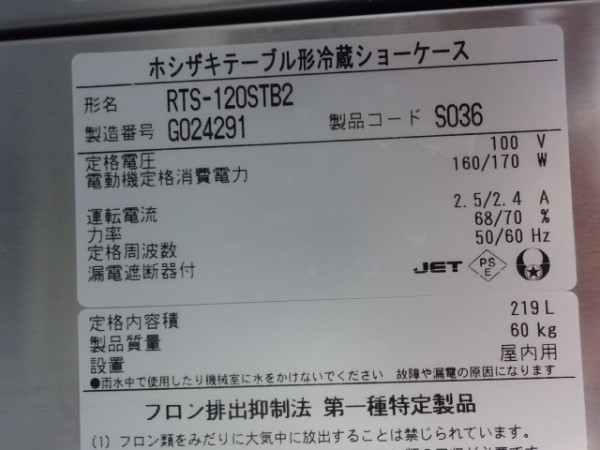 ホシザキテーブル形冷蔵ショーケース
形名 RTS-120STB2
製造番号 G024291 製品コード S036
定格電圧 100 V
電動機定格消費電力 160/170 W
運転電流 2.5/2.4 A
力率 68/70 %
定格周波数 50/60 Hz
漏電遮断器付 JET PS E
定格内容積 219 L
製品質量 60 kg
設置 屋内用
●雨水中で使用したり機械室に水をかけないでください 故障や漏電の原因になります
フロン排出抑制法 第一種特定製品
(1) フロン類をみだりに大気中に放出することは禁じられています。